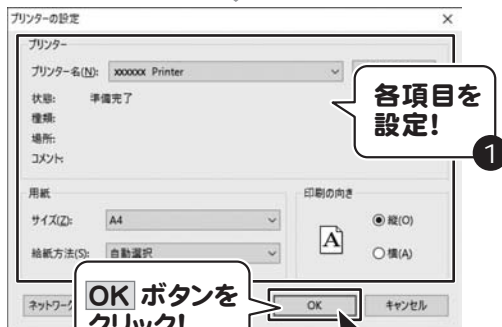 プリンターの設定
プリンター
プリンター名(N): xxxxxx Printer
状態: 準備完了
種類:
場所:
コメント:
各項目を
設定!
1
用紙
サイズ(Z): A4
給紙方法(S): 自動選択
印刷の向き
A
縦(O)
横(A)
ネットワーク
OK ボタンを
クリック!
OK
キャンセル